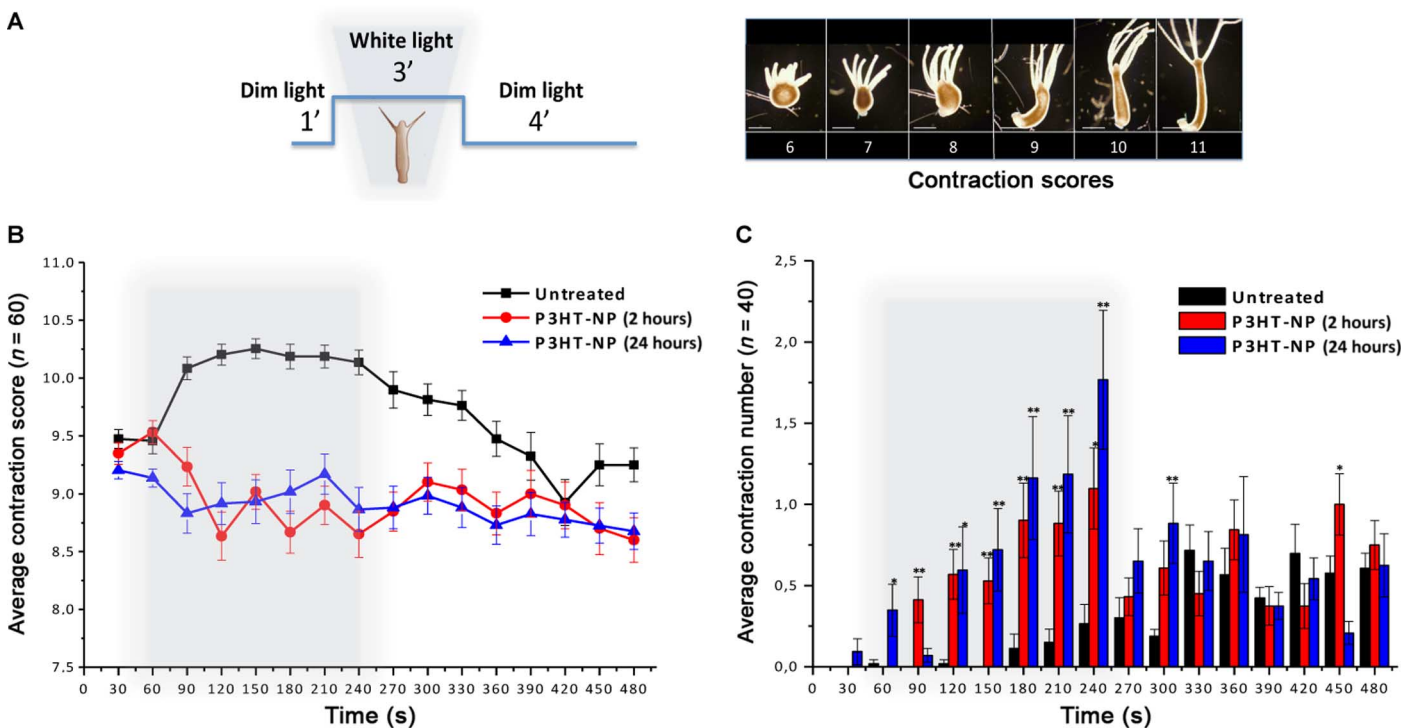 A
White light
3’
Dim light
1’
Dim light
4’
6 7 8 9 10 11
Contraction scores
B
Average contraction score (n = 60)
11.0
10.5
10.0
9.5
9.0
8.5
8.0
7.5
Untreated
P3HT-NP (2 hours)
P3HT-NP (24 hours)
0 30 60 90 120 150 180 210 240 270 300 330 360 390 420 450 480
Time (s)
C
Average contraction number (n = 40)
2,5
2,0
1,5
1,0
0,5
0,0
Untreated
P3HT-NP (2 hours)
P3HT-NP (24 hours)
* ** ** * ** ** ** ** ** ** * ** ** *
0 30 60 90 120 150 180 210 240 270 300 330 360 390 420 450 480
Time (s)